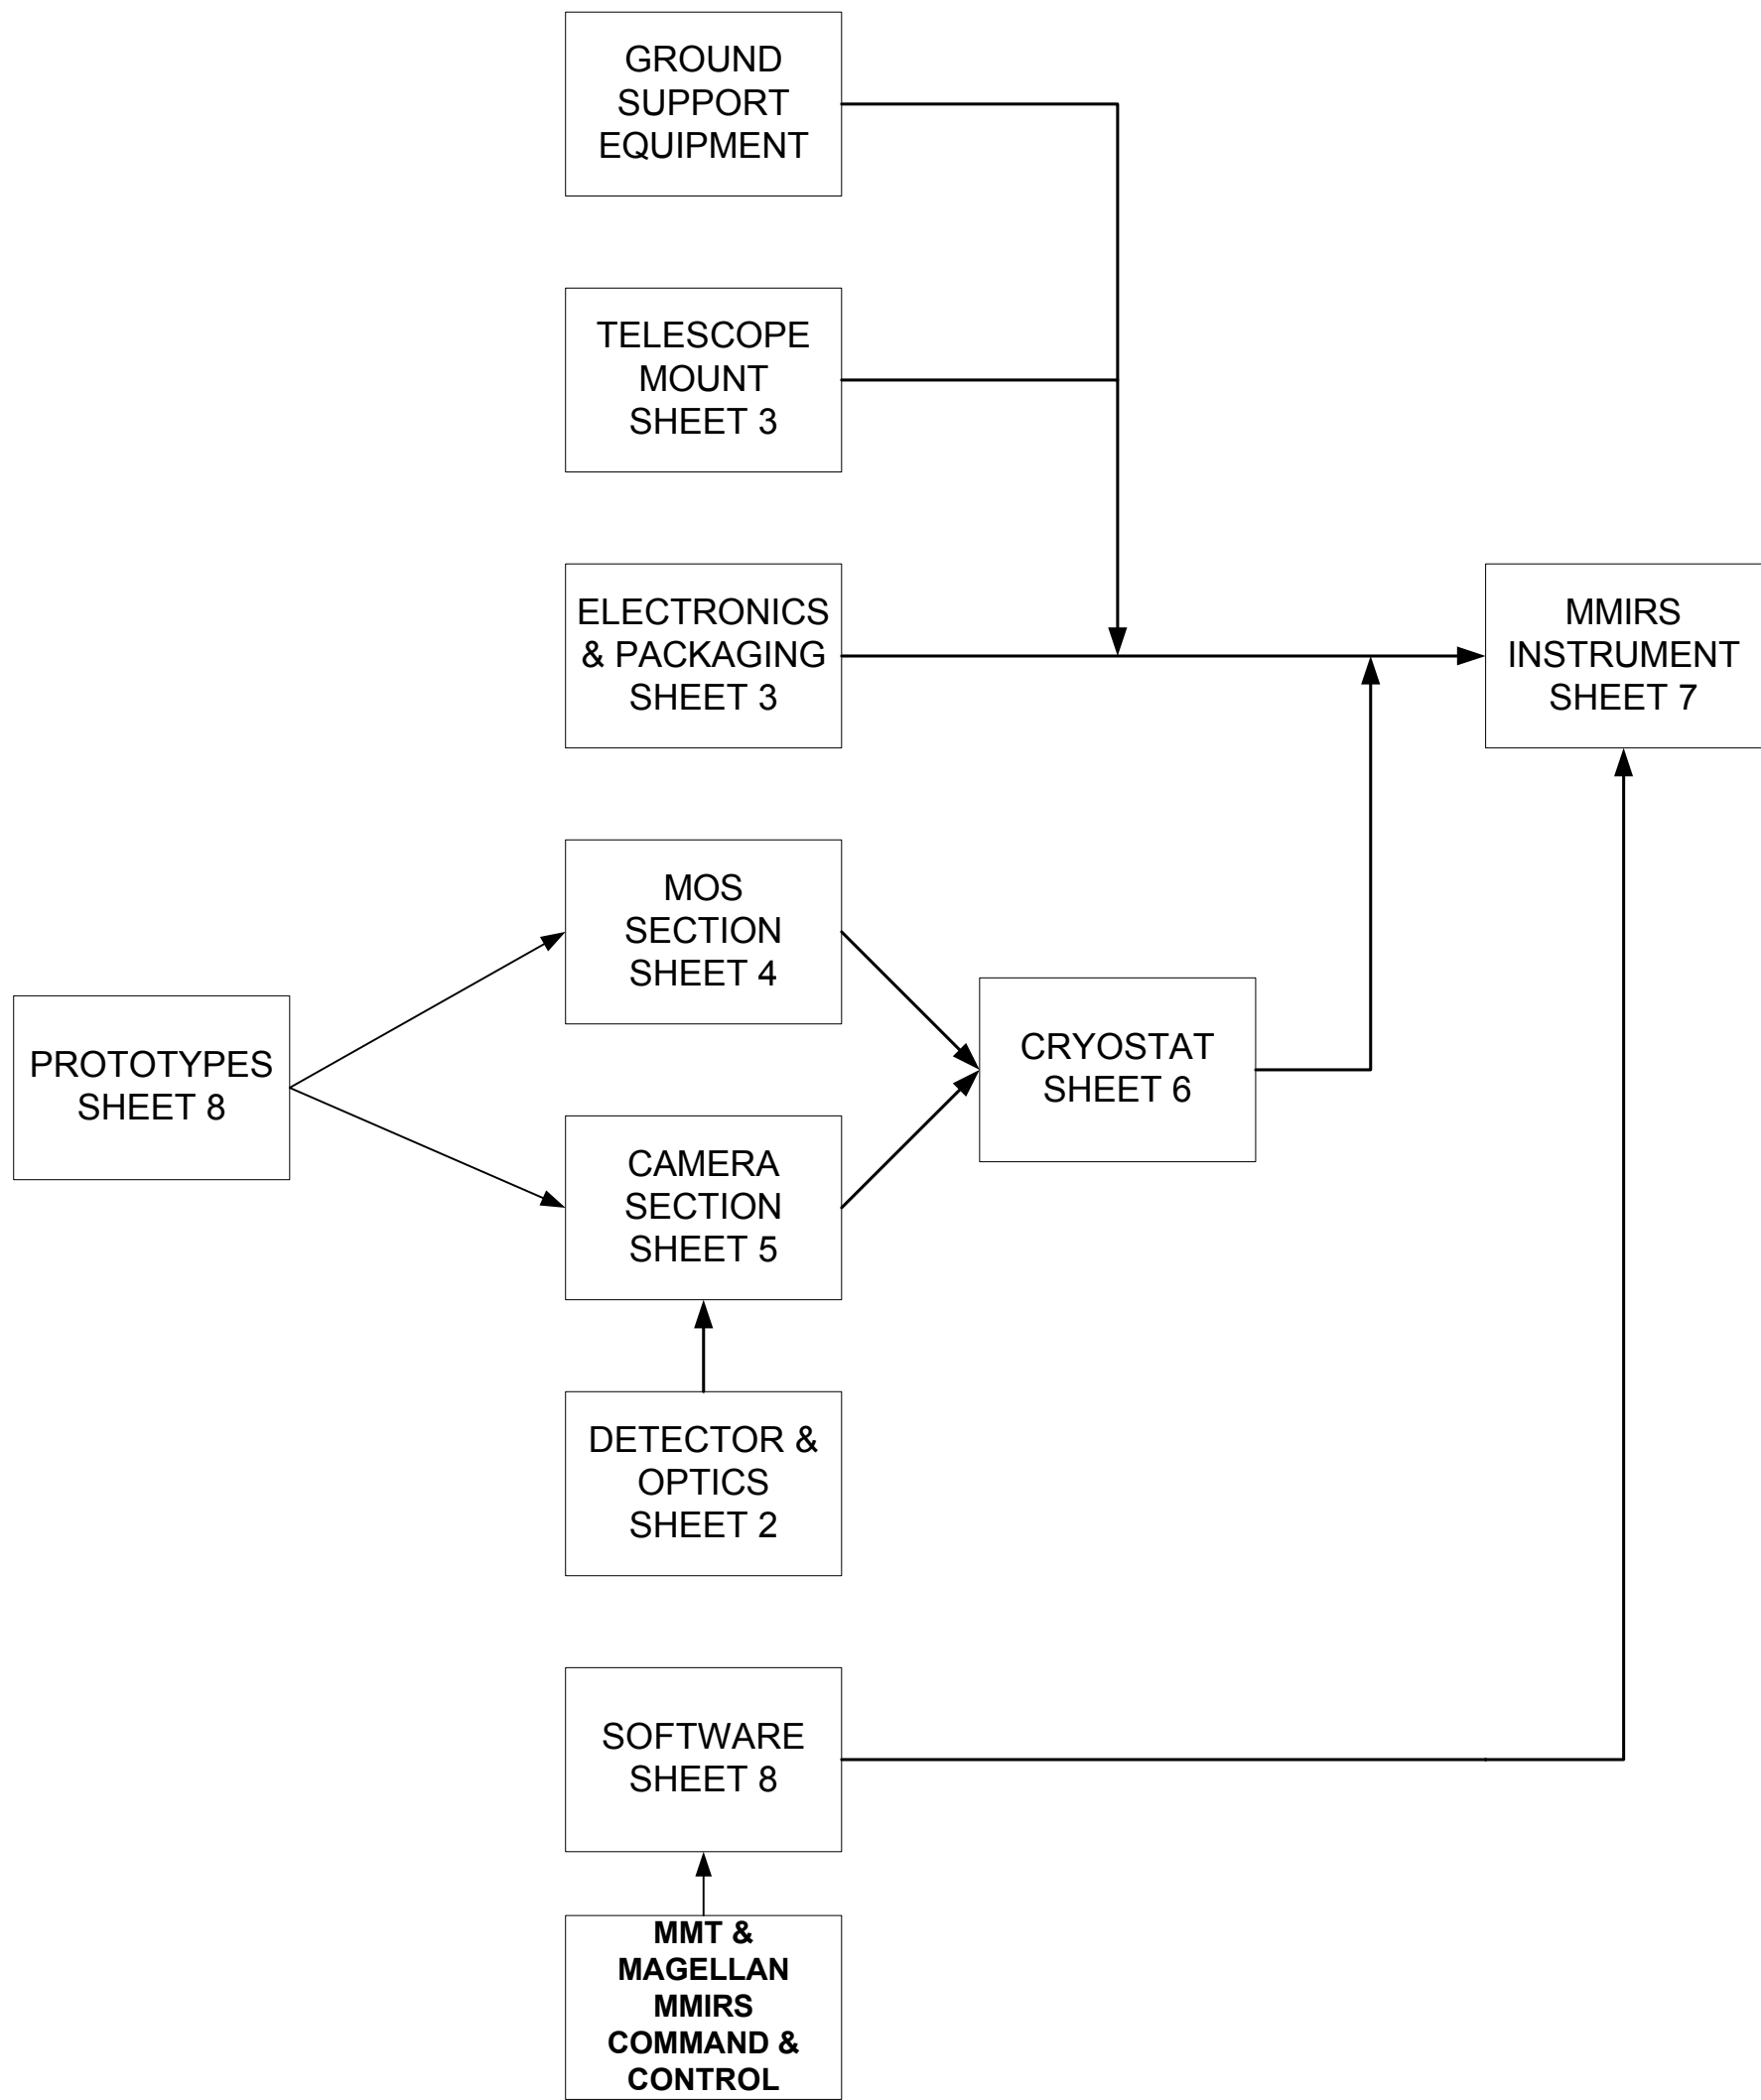 GROUND
SUPPORT
EQUIPMENT
TELESCOPE
MOUNT
SHEET 3
ELECTRONICS
& PACKAGING
SHEET 3
MMIRS
INSTRUMENT
SHEET 7
MOS
SECTION
SHEET 4
PROTOTYPES
SHEET 8
CRYOSTAT
SHEET 6
CAMERA
SECTION
SHEET 5
DETECTOR &
OPTICS
SHEET 2
SOFTWARE
SHEET 8
MMT &
MAGELLAN
MMIRS
COMMAND &
CONTROL